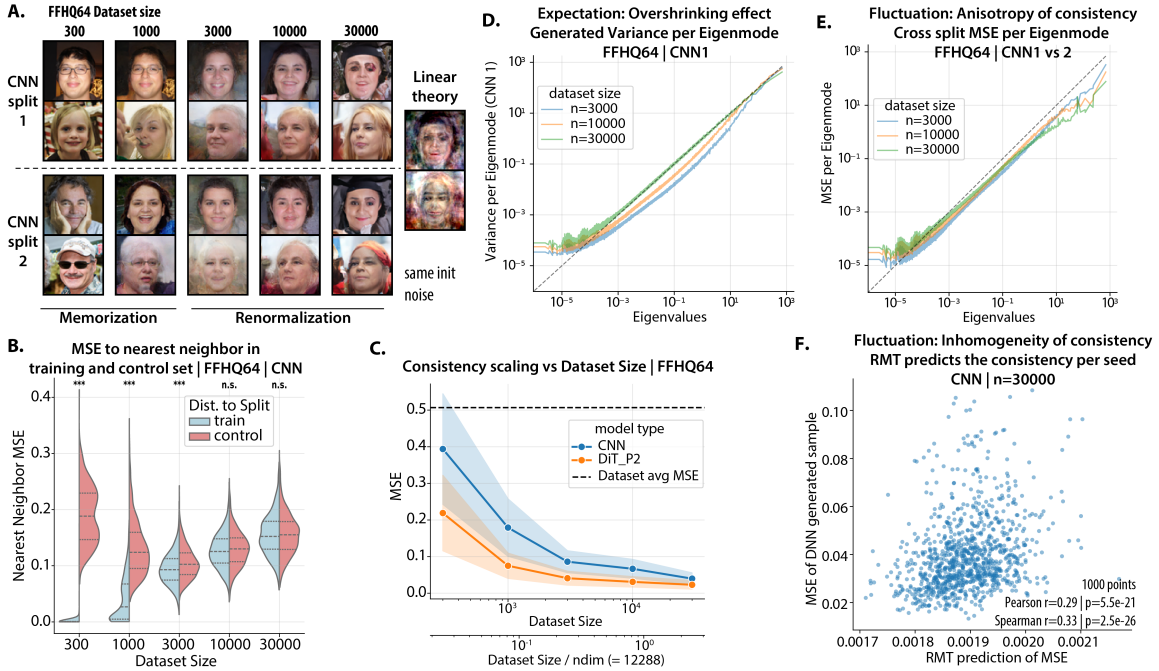 A.
FFHQ64 Dataset size
300 1000 3000 10000 30000
CNN
split
1
Linear
theory
CNN
split
2
same init
noise
Memorization
Renormalization
B.
MSE to nearest neighbor in
training and control set | FFHQ64 | CNN
*** *** *** n.s. n.s.
Dist. to Split
train
control
Nearest Neighbor MSE
0.4
0.3
0.2
0.1
0.0
300 1000 3000 10000 30000
Dataset Size
C.
Consistency scaling vs Dataset Size | FFHQ64
model type
CNN
DiT_P2
Dataset avg MSE
MSE
0.5
0.4
0.3
0.2
0.1
0.0
10³ 10⁴
Dataset Size
10⁻¹ 10⁰
Dataset Size / ndim (= 12288)
D.
Expectation: Overshrinking effect
Generated Variance per Eigenmode
FFHQ64 | CNN1
dataset size
n=3000
n=10000
n=30000
Variance per Eigenmode (CNN 1)
10³
10¹
10⁻¹
10⁻³
10⁻⁵
10⁻⁵ 10⁻³ 10⁻¹ 10¹ 10³
Eigenvalues
E.
Fluctuation: Anisotropy of consistency
Cross split MSE per Eigenmode
FFHQ64 | CNN1 vs 2
dataset size
n=3000
n=10000
n=30000
MSE per Eigenmode
10³
10¹
10⁻¹
10⁻³
10⁻⁵
10⁻⁵ 10⁻³ 10⁻¹ 10¹ 10³
Eigenvalues
F.
Fluctuation: Inhomogeneity of consistency
RMT predicts the consistency per seed
CNN | n=30000
MSE of DNN generated sample
0.10
0.08
0.06
0.04
0.02
1000 points
Pearson r=0.29 | p=5.5e-21
Spearman r=0.33 | p=2.5e-26
0.0017 0.0018 0.0019 0.0020 0.0021
RMT prediction of MSE